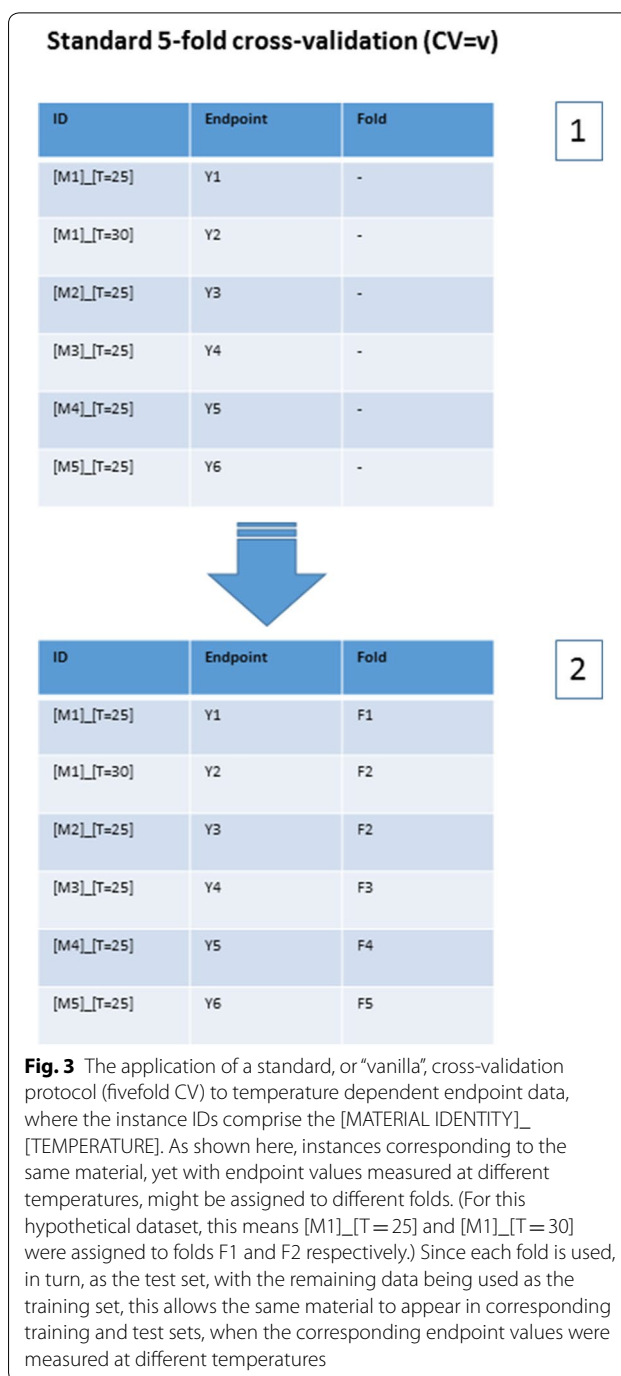 Standard 5-fold cross-validation (CV=v)
1
ID Endpoint Fold
[M1]_[T=25] Y1 -
[M1]_[T=30] Y2 -
[M2]_[T=25] Y3 -
[M3]_[T=25] Y4 -
[M4]_[T=25] Y5 -
[M5]_[T=25] Y6 -
2
ID Endpoint Fold
[M1]_[T=25] Y1 F1
[M1]_[T=30] Y2 F2
[M2]_[T=25] Y3 F2
[M3]_[T=25] Y4 F3
[M4]_[T=25] Y5 F4
[M5]_[T=25] Y6 F5
Fig. 3 The application of a standard, or “vanilla”, cross-validation
protocol (fivefold CV) to temperature dependent endpoint data,
where the instance IDs comprise the [MATERIAL IDENTITY]_
[TEMPERATURE]. As shown here, instances corresponding to the
same material, yet with endpoint values measured at different
temperatures, might be assigned to different folds. (For this
hypothetical dataset, this means [M1]_[T = 25] and [M1]_[T = 30]
were assigned to folds F1 and F2 respectively.) Since each fold is used,
in turn, as the test set, with the remaining data being used as the
training set, this allows the same material to appear in corresponding
training and test sets, when the corresponding endpoint values were
measured at different temperatures